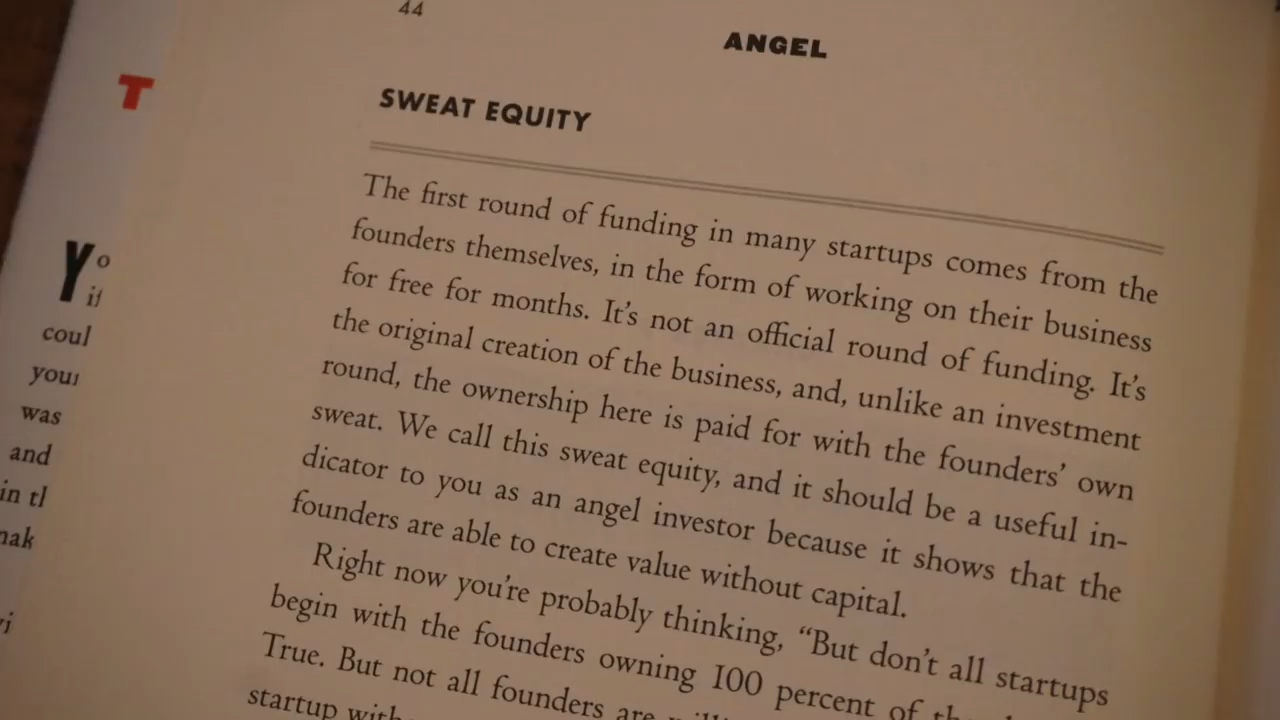 44
ANGEL
SWEAT EQUITY
The first round of funding in many startups comes from the
founders themselves, in the form of working on their business
for free for months. It's not an official round of funding. It's
the original creation of the business, and, unlike an investment
round, the ownership here is paid for with the founders' own
sweat. We call this sweat equity, and it should be a useful in-
dicator to you as an angel investor because it shows that the
founders are able to create value without capital.
Right now you're probably thinking, “But don't all startups
begin with the founders owning 100 percent of
True. But not all founders are
startup
T
Yo
if
coul
your
was
and
in